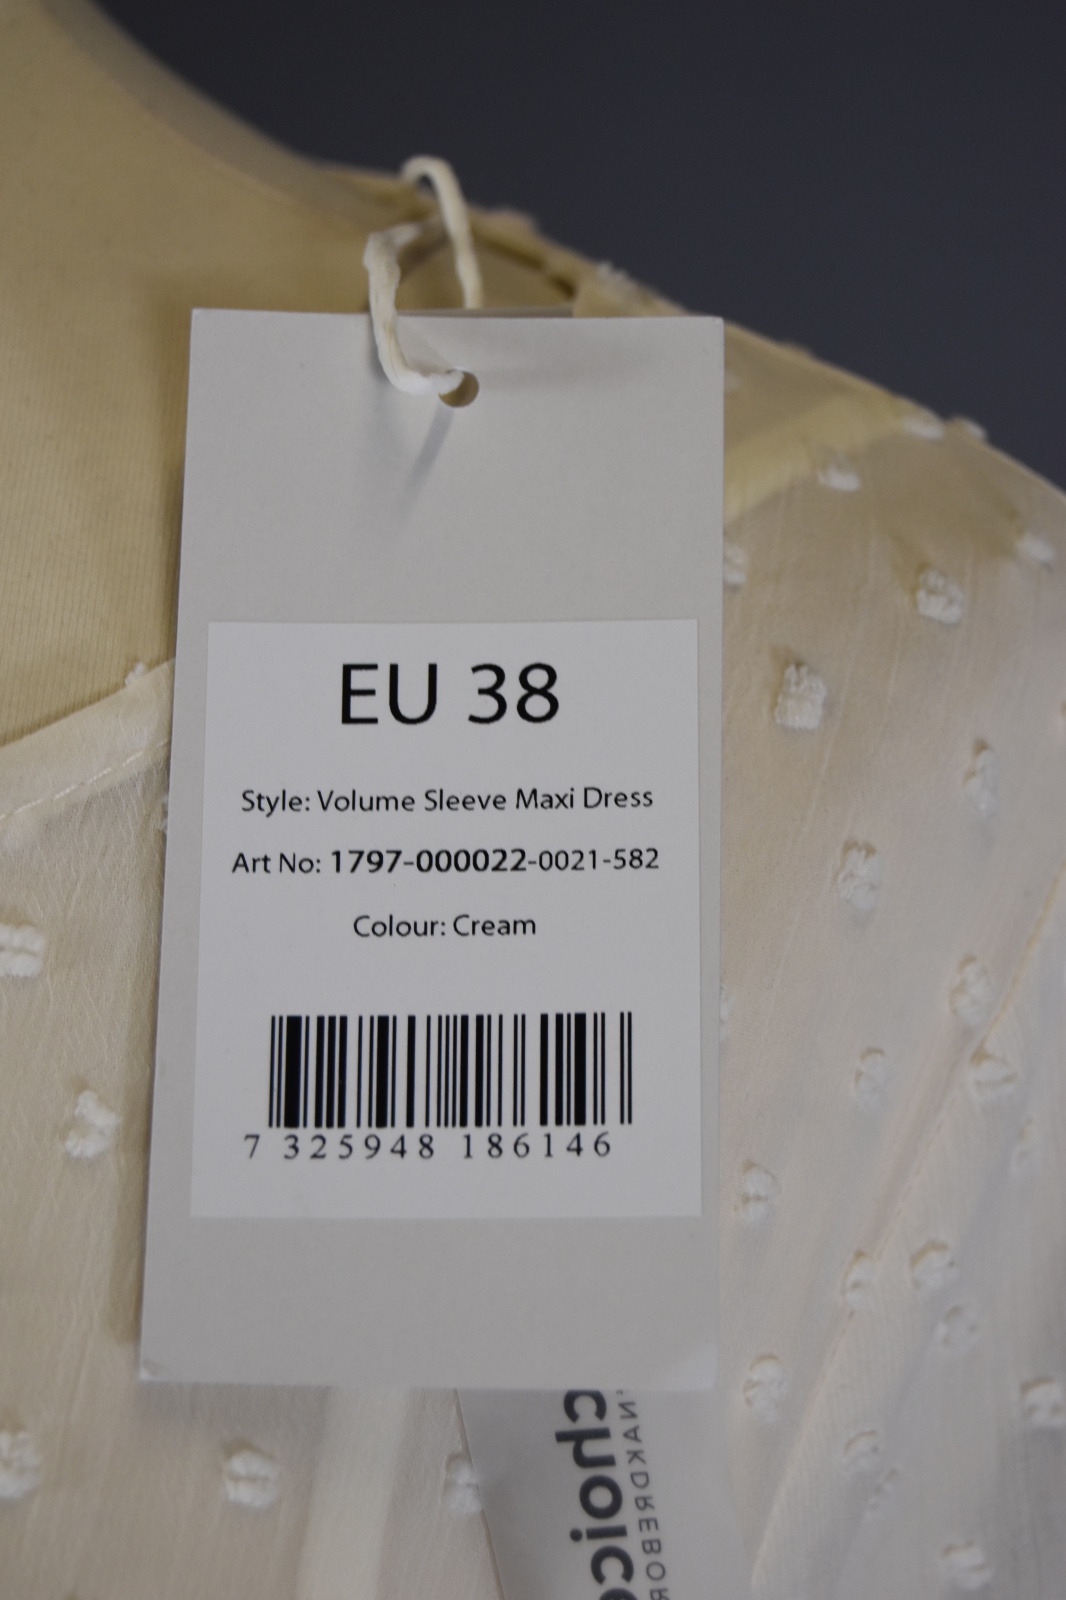 EU 38
Style: Volume Sleeve Maxi Dress
Art No: 1797-000022-0021-582
Colour: Cream
7 325948 186146
choice